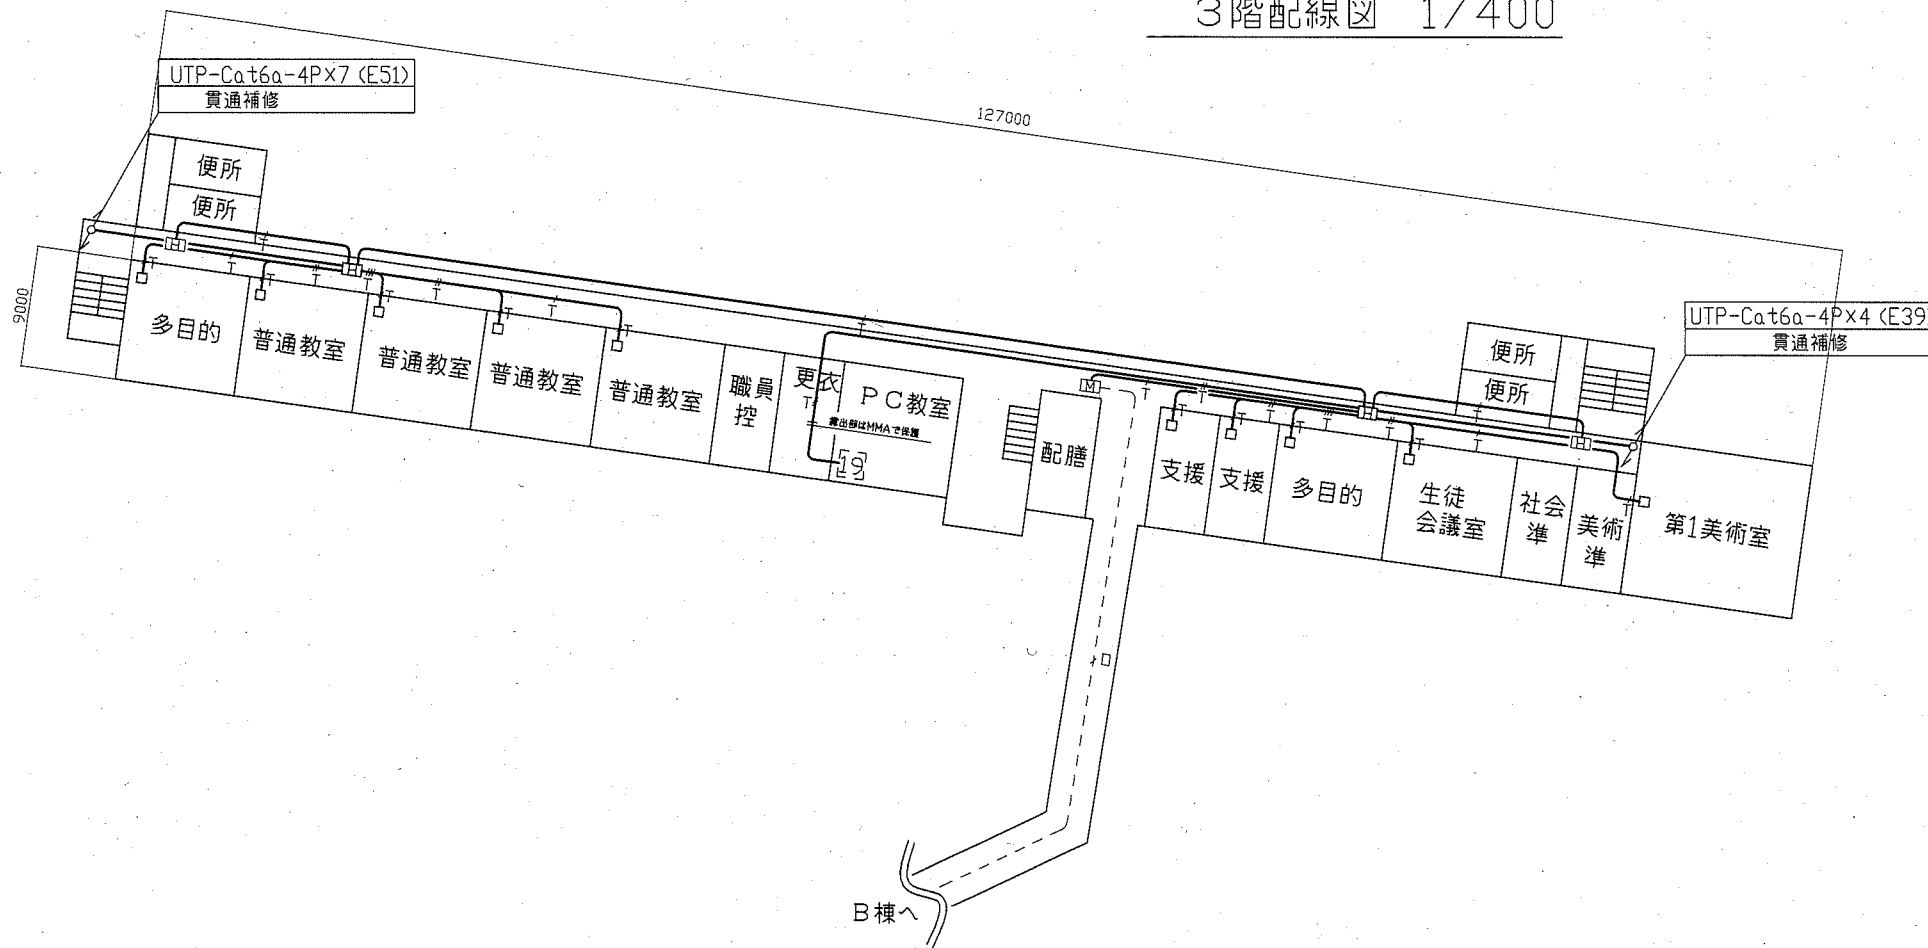 3階配線図 1/400
UTP-Cat6a-4P×7 (E51)
貫通補修
127000
9000
便所
便所
H
H
多目的
普通教室
普通教室
普通教室
普通教室
職員
控
更衣
PC教室
露出部はMMAで保護
19
配膳
M
支援
支援
多目的
生徒
会議室
社会
準
美術
準
第1美術室
便所
便所
H
H
UTP-Cat6a-4P×4 (E39
貫通補修
B棟へ